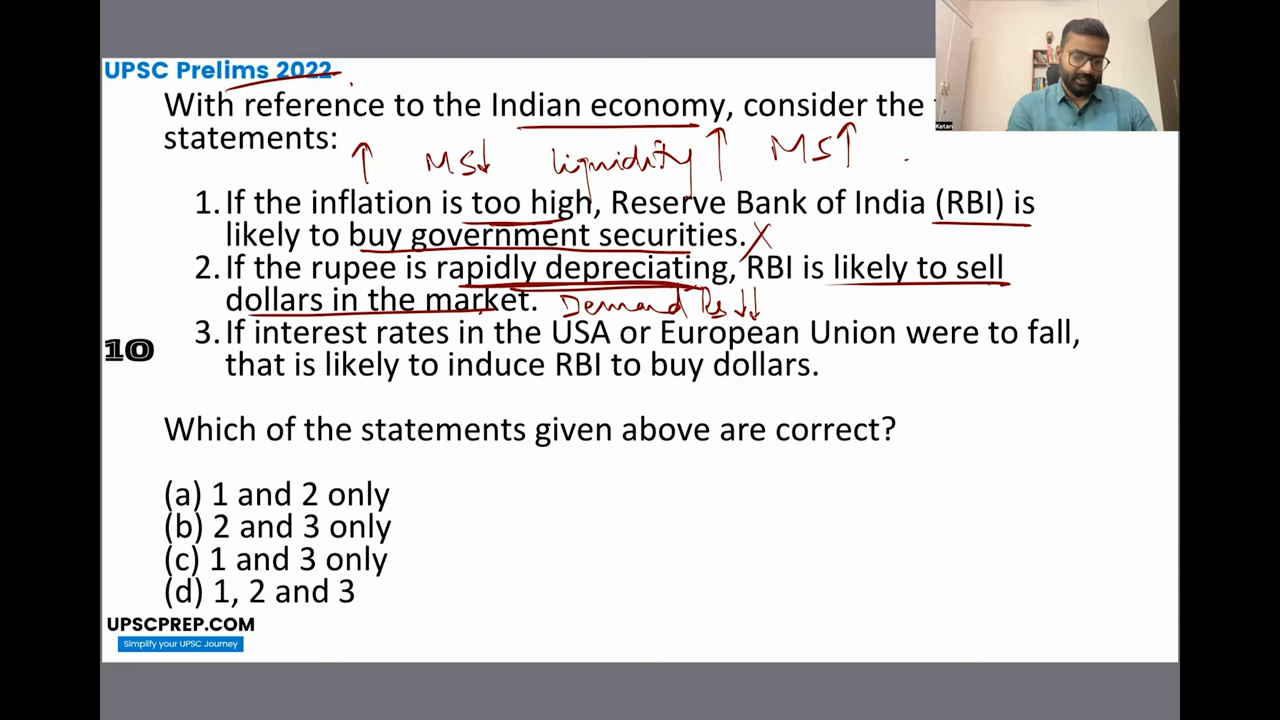 UPSC Prelims 2022
With reference to the Indian economy, consider the
statements:
↑ MS↓ liquidity ↑ MS↑
1. If the inflation is too high, Reserve Bank of India (RBI) is
likely to buy government securities. X
2. If the rupee is rapidly depreciating, RBI is likely to sell
dollars in the market. Demand Rs ↓↓
3. If interest rates in the USA or European Union were to fall,
that is likely to induce RBI to buy dollars.
10
Which of the statements given above are correct?
(a) 1 and 2 only
(b) 2 and 3 only
(c) 1 and 3 only
(d) 1, 2 and 3
UPSCPREP.COM
Simplify your UPSC Journey
Ketan